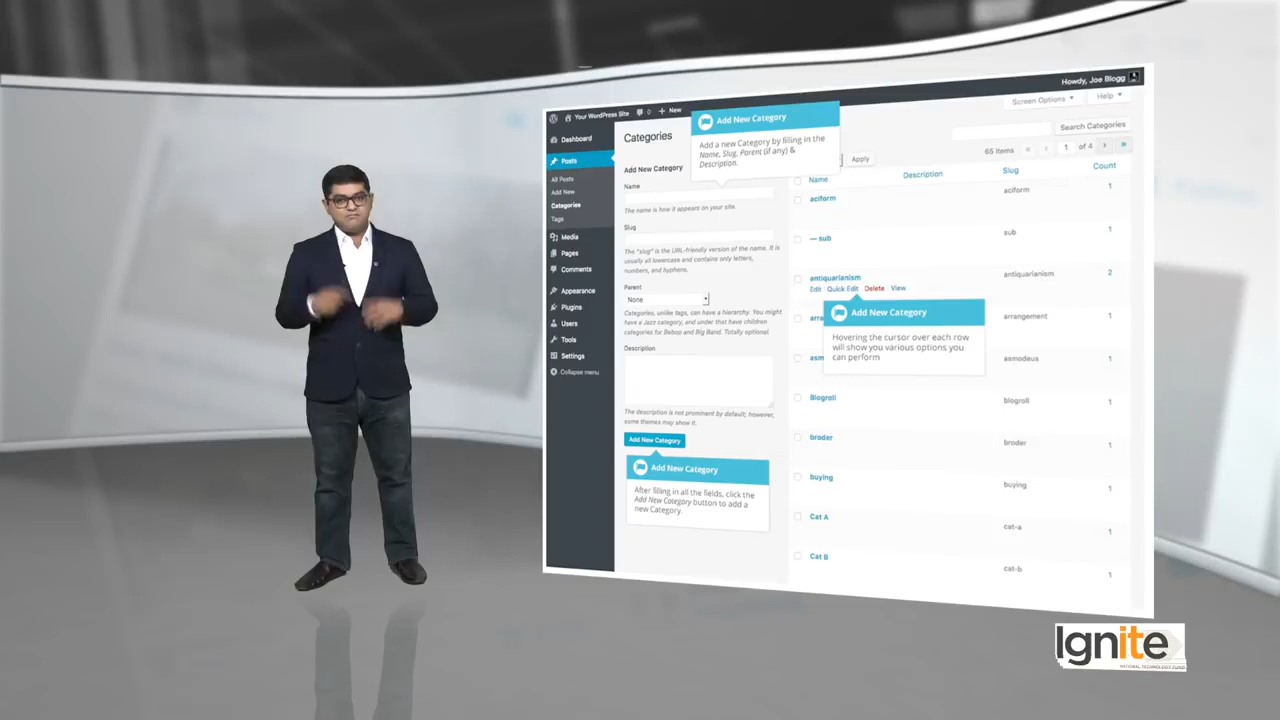 Howdy, Joe Blogg
Your WordPress Site 0 + New
Screen Options Help
Dashboard
Posts
All Posts
Add New
Categories
Tags
Media
Pages
Comments
Appearance
Plugins
Users
Tools
Settings
Collapse menu
Categories
Add New Category
Add a new Category by filling in the
Name, Slug, Parent (if any) &
Description.
Add New Category
Name
The name is how it appears on your site.
Slug
The "slug" is the URL-friendly version of the name. It is
usually all lowercase and contains only letters,
numbers, and hyphens.
Parent
None
Categories, unlike tags, can have a hierarchy. You might
have a Jazz category, and under that have children
categories for Bebop and Big Band. Totally optional.
Description
The description is not prominent by default; however,
some themes may show it.
Add New Category
Add New Category
After filling in all the fields, click the
Add New Category button to add a
new Category.
Search Categories
Apply
65 items « ‹ 1 of 4 › »
Name Description Slug Count
aciform aciform 1
— sub sub 1
antiquarianism antiquarianism 2
Edit Quick Edit Delete View
Add New Category
Hovering the cursor over each row
will show you various options you
can perform
arra arrangement 1
asm asmodeus 1
Blogroll blogroll 1
broder broder 1
buying buying 1
Cat A cat-a 1
Cat B cat-b 1
Ignite
NATIONAL TECHNOLOGY FUND